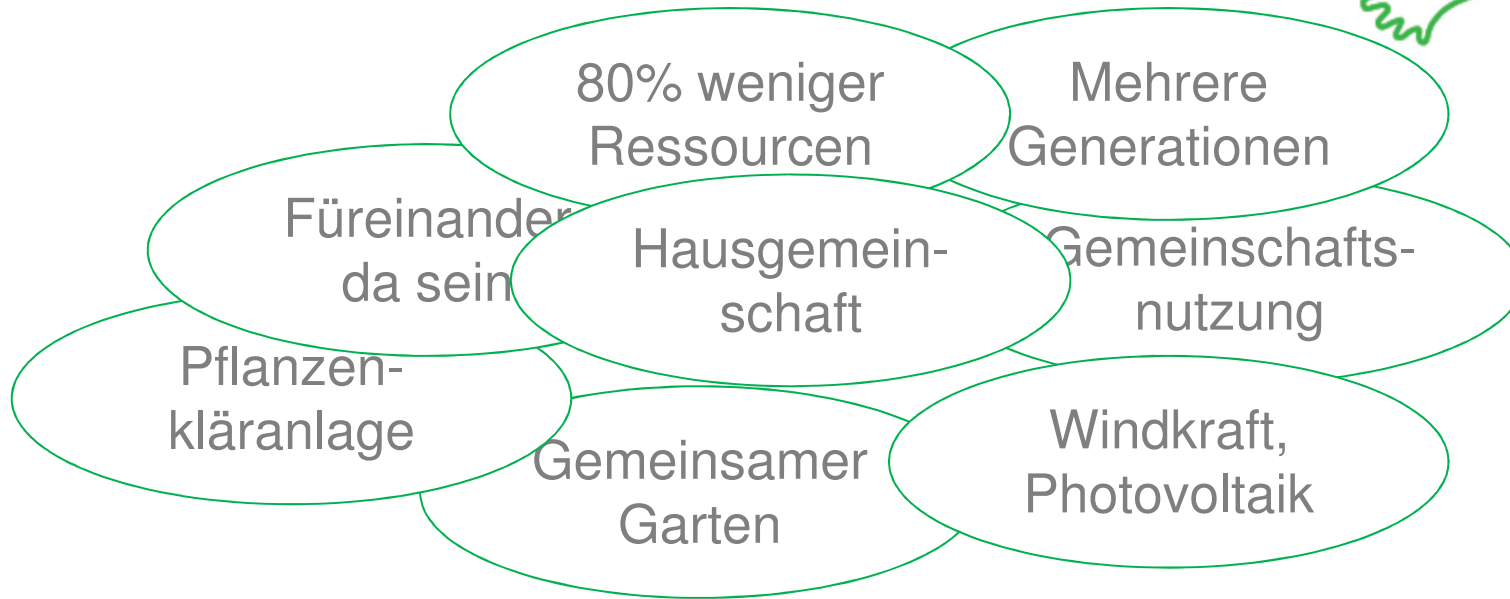 80% weniger
Ressourcen
Mehrere
Generationen
Füreinander
da sein
Hausgemein-
schaft
Gemeinschafts-
nutzung
Pflanzen-
kläranlage
Gemeinsamer
Garten
Windkraft,
Photovoltaik